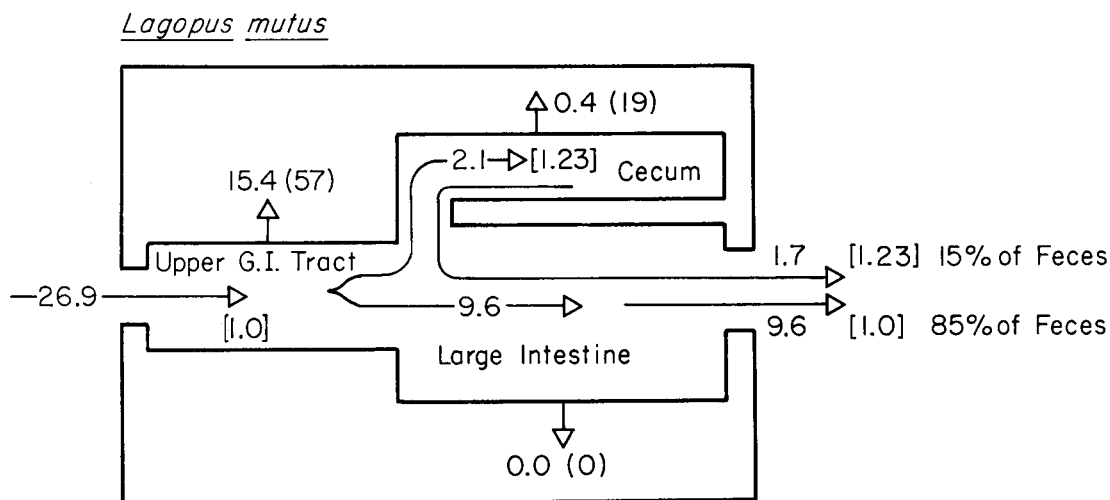 Lagopus mutus
0.4 (19)
2.1 [1.23]
Cecum
15.4 (57)
Upper G.I. Tract
1.7 [1.23] 15% of Feces
26.9
9.6
[1.0]
9.6 [1.0] 85% of Feces
Large Intestine
0.0 (0)